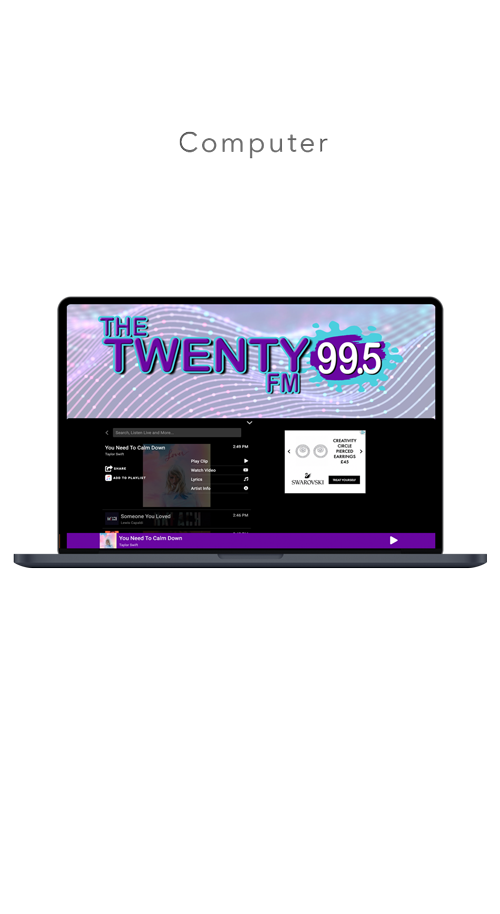 Computer
THE
TWENTY
FM
99.5
Search, Listen Live and More...
You Need To Calm Down
2:49 PM
Taylor Swift
SHARE
ADD TO PLAYLIST
Play Clip
Watch Video
Lyrics
Artist Info
CREATIVITY
CIRCLE
PIERCED
EARRINGS
£45
SWAROVSKI
TREAT YOURSELF
Someone You Loved
2:46 PM
Lewis Capaldi
You Need To Calm Down
Taylor Swift